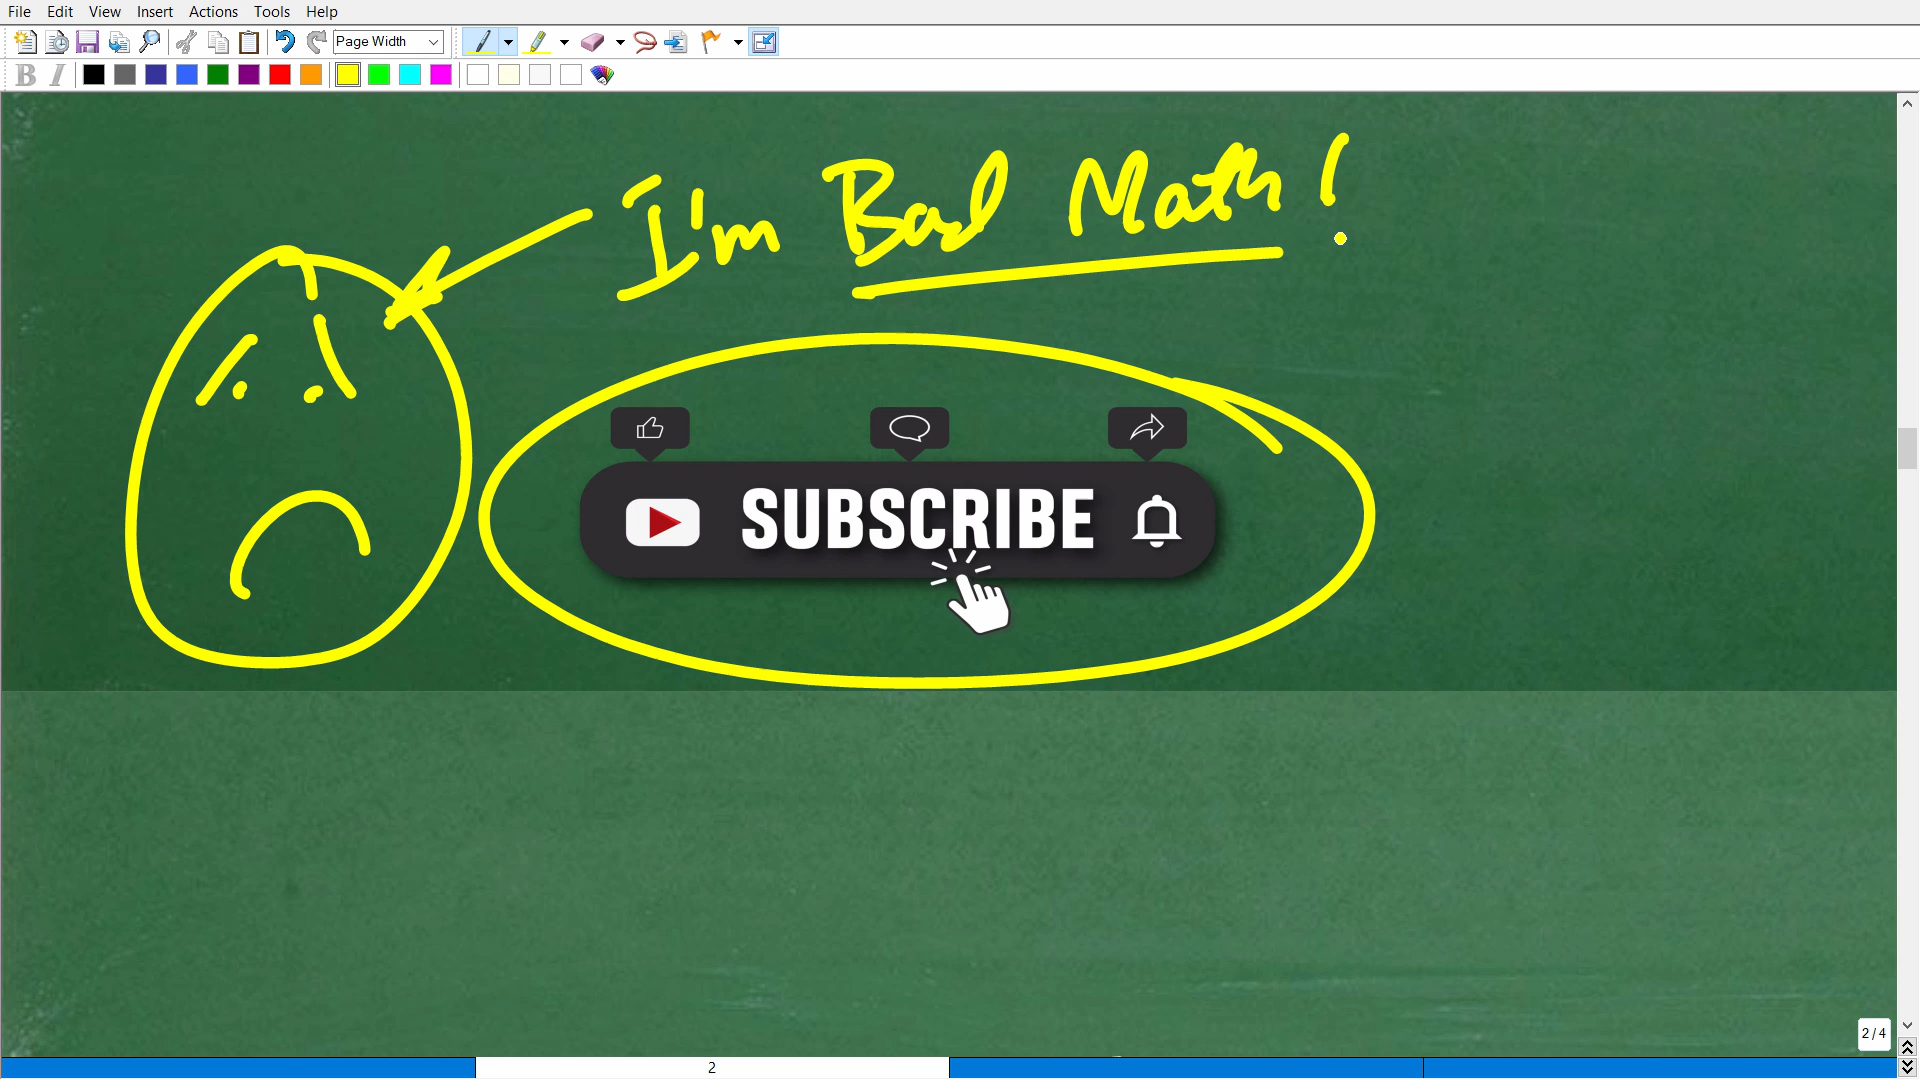 File Edit View Insert Actions Tools Help
Page Width
B I
I'm Bad Math!
SUBSCRIBE
2 / 4
2